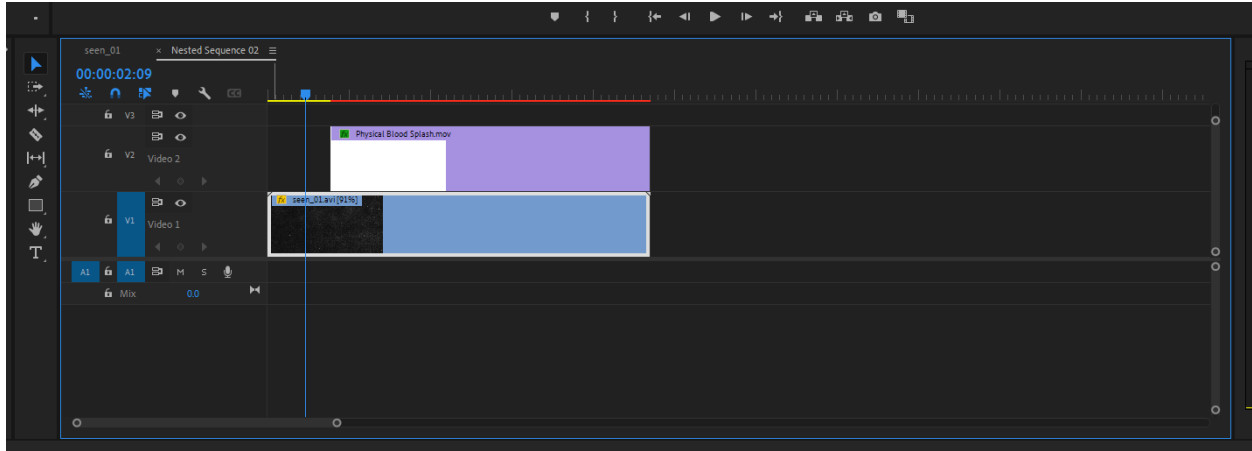 seen_01 × Nested Sequence 02
00:00:02:09
CC
V3
Physical Blood Splash.mov
V2 Video 2
seen_01.avi [91%]
V1 Video 1
A1 A1 M S
Mix 0.0
T